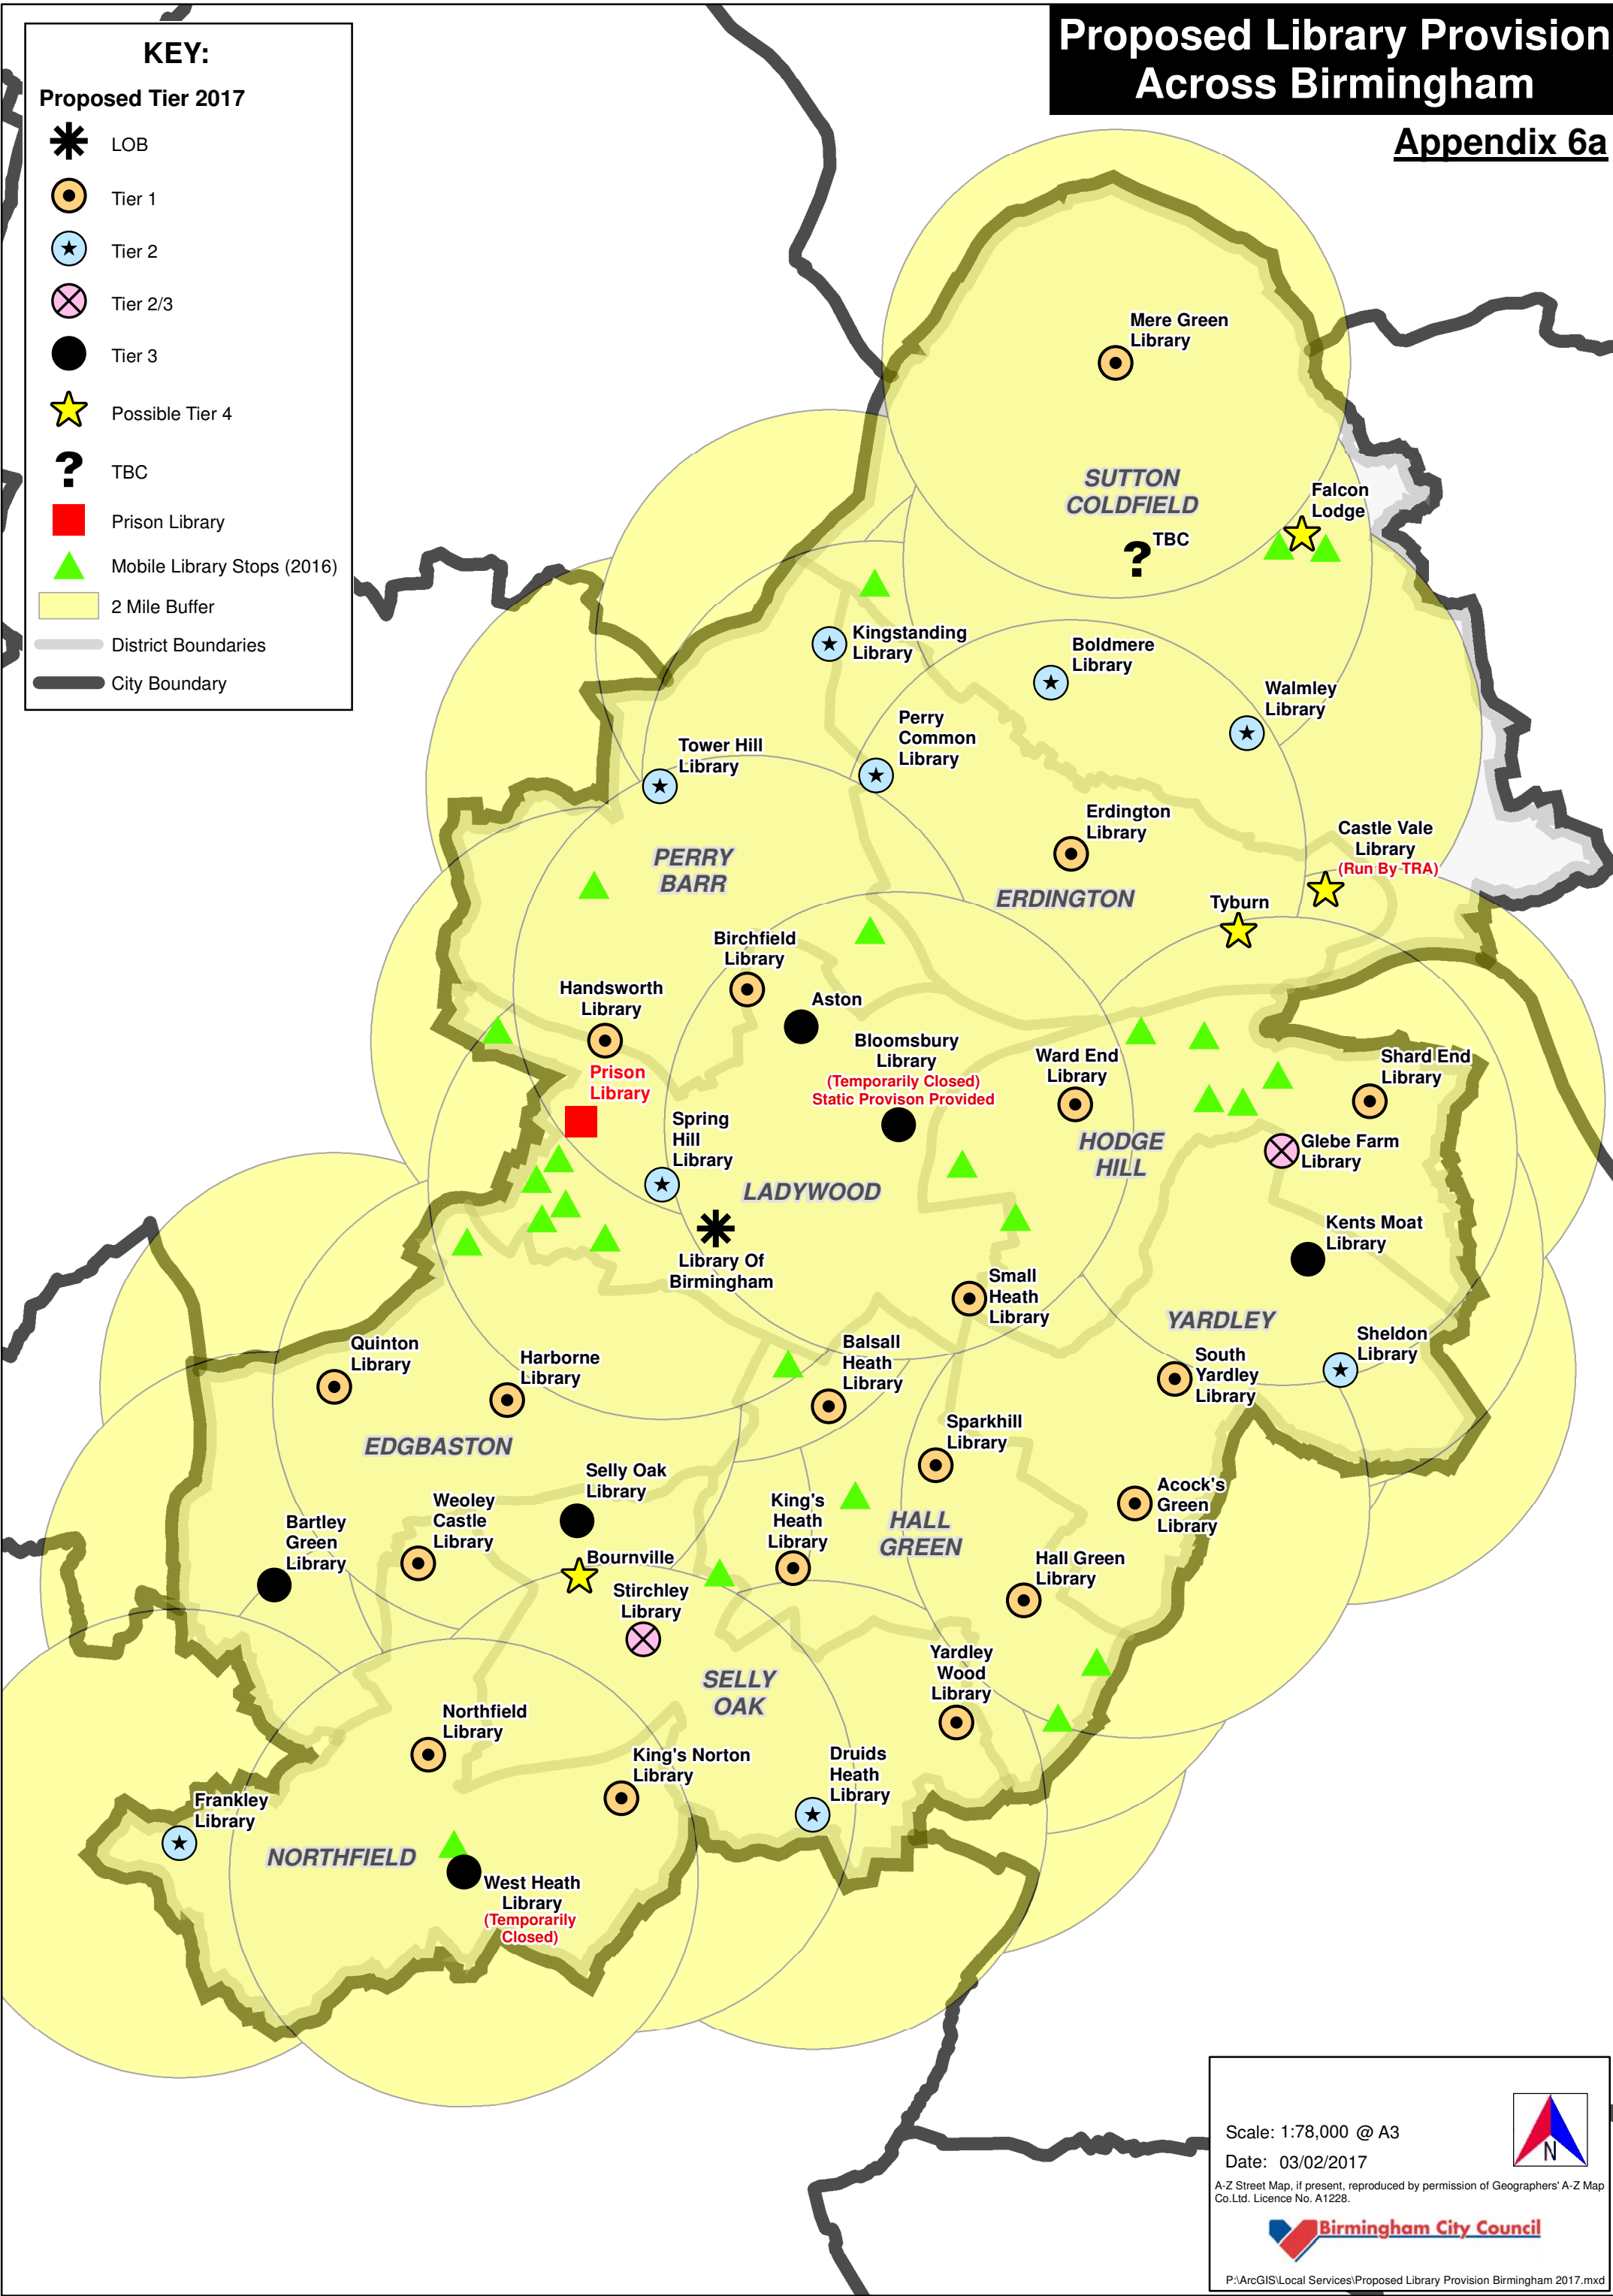 Proposed Library Provision
Across Birmingham
Appendix 6a
KEY:
Proposed Tier 2017
LOB
Tier 1
Tier 2
Tier 2/3
Tier 3
Possible Tier 4
?
TBC
Prison Library
Mobile Library Stops (2016)
2 Mile Buffer
District Boundaries
City Boundary
Mere Green
Library
SUTTON
COLDFIELD
Falcon
Lodge
?
TBC
Kingstanding
Library
Boldmere
Library
Walmley
Library
Perry
Common
Library
Tower Hill
Library
Erdington
Library
Castle Vale
Library
(Run By TRA)
PERRY
BARR
ERDINGTON
Tyburn
Birchfield
Library
Handsworth
Library
Aston
Bloomsbury
Library
(Temporarily Closed)
Static Provison Provided
Ward End
Library
Shard End
Library
Prison
Library
Spring
Hill
Library
HODGE
HILL
Glebe Farm
Library
LADYWOOD
Library Of
Birmingham
Kents Moat
Library
Small
Heath
Library
YARDLEY
Sheldon
Library
South
Yardley
Library
Quinton
Library
Harborne
Library
Balsall
Heath
Library
Sparkhill
Library
EDGBASTON
Selly Oak
Library
Weoley
Castle
Library
King's
Heath
Library
HALL
GREEN
Acock's
Green
Library
Bartley
Green
Library
Bournville
Hall Green
Library
Stirchley
Library
Yardley
Wood
Library
SELLY
OAK
Northfield
Library
King's Norton
Library
Druids
Heath
Library
Frankley
Library
NORTHFIELD
West Heath
Library
(Temporarily
Closed)
Scale: 1:78,000 @ A3
Date: 03/02/2017
N
A-Z Street Map, if present, reproduced by permission of Geographers' A-Z Map
Co.Ltd. Licence No. A1228.
Birmingham City Council
P:\ArcGIS\Local Services\Proposed Library Provision Birmingham 2017.mxd